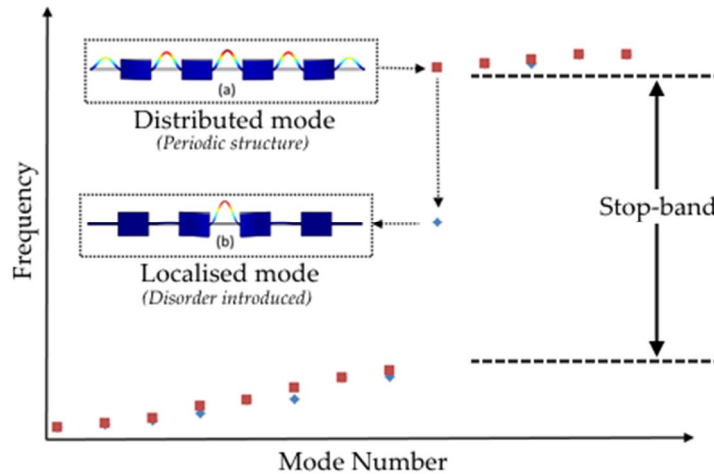 (a)
Distributed mode
(Periodic structure)
Stop-band
(b)
Localised mode
(Disorder introduced)
Frequency
Mode Number